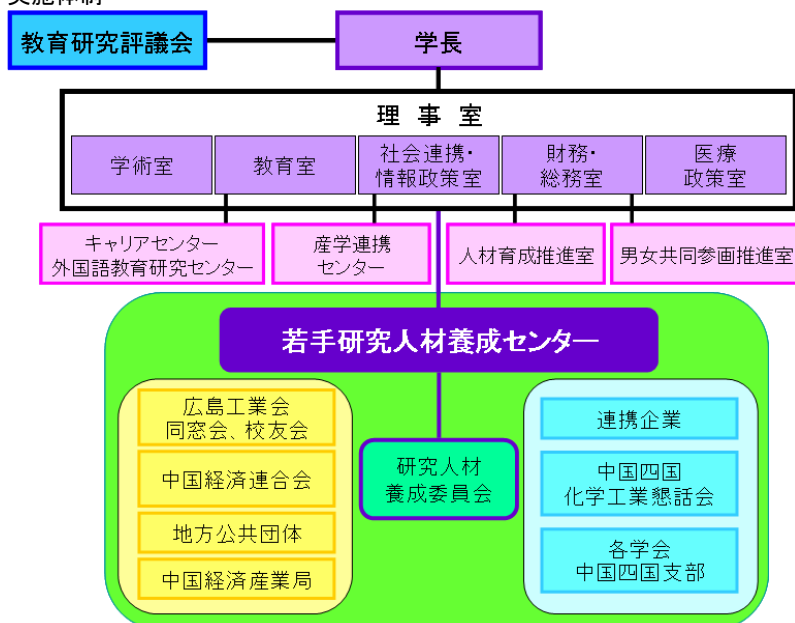 実施体制
教育研究評議会
学長
理事室
学術室
教育室
社会連携・
情報政策室
財務・
総務室
医療
政策室
キャリアセンター
外国語教育研究センター
産学連携
センター
人材育成推進室
男女共同参画推進室
若手研究人材養成センター
広島工業会
同窓会、校友会
中国経済連合会
地方公共団体
中国経済産業局
研究人材
養成委員会
連携企業
中国四国
化学工業懇話会
各学会
中国四国支部